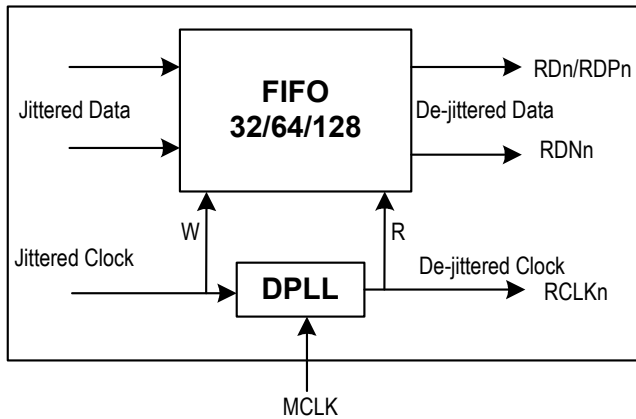 Jittered Data
FIFO
32/64/128
De-jittered Data
RDn/RDPn
RDNn
W
R
Jittered Clock
DPLL
De-jittered Clock
RCLKn
MCLK